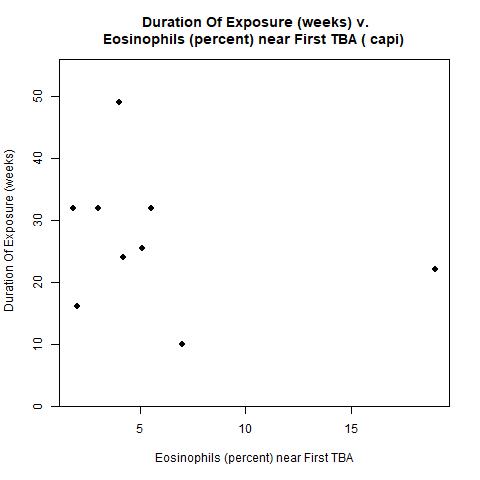 Duration Of Exposure (weeks) v.
Eosinophils (percent) near First TBA ( capi)
Duration Of Exposure (weeks)
50
40
30
20
10
0
5 10 15
Eosinophils (percent) near First TBA